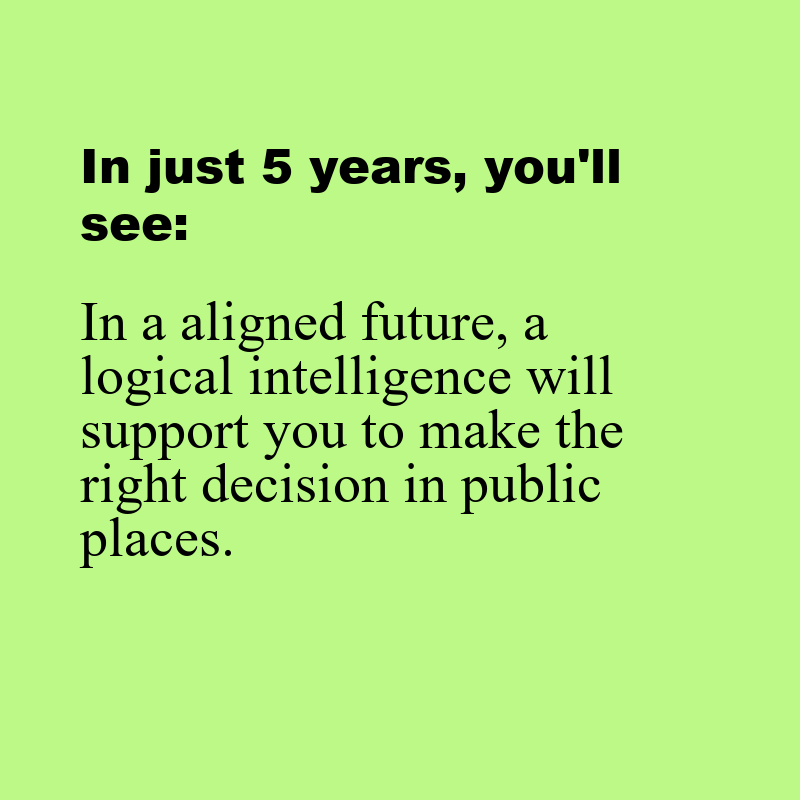 In just 5 years, you'll
see:
In a aligned future, a
logical intelligence will
support you to make the
right decision in public
places.